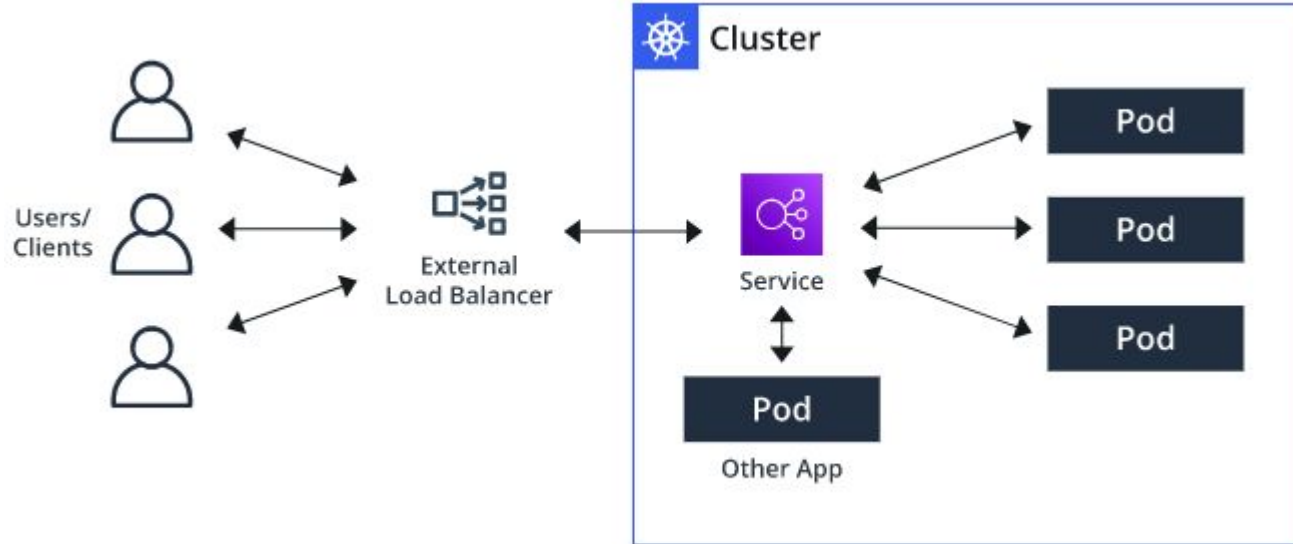 Cluster
Pod
Users/
Clients
Pod
External
Load Balancer
Service
Pod
Pod
Other App